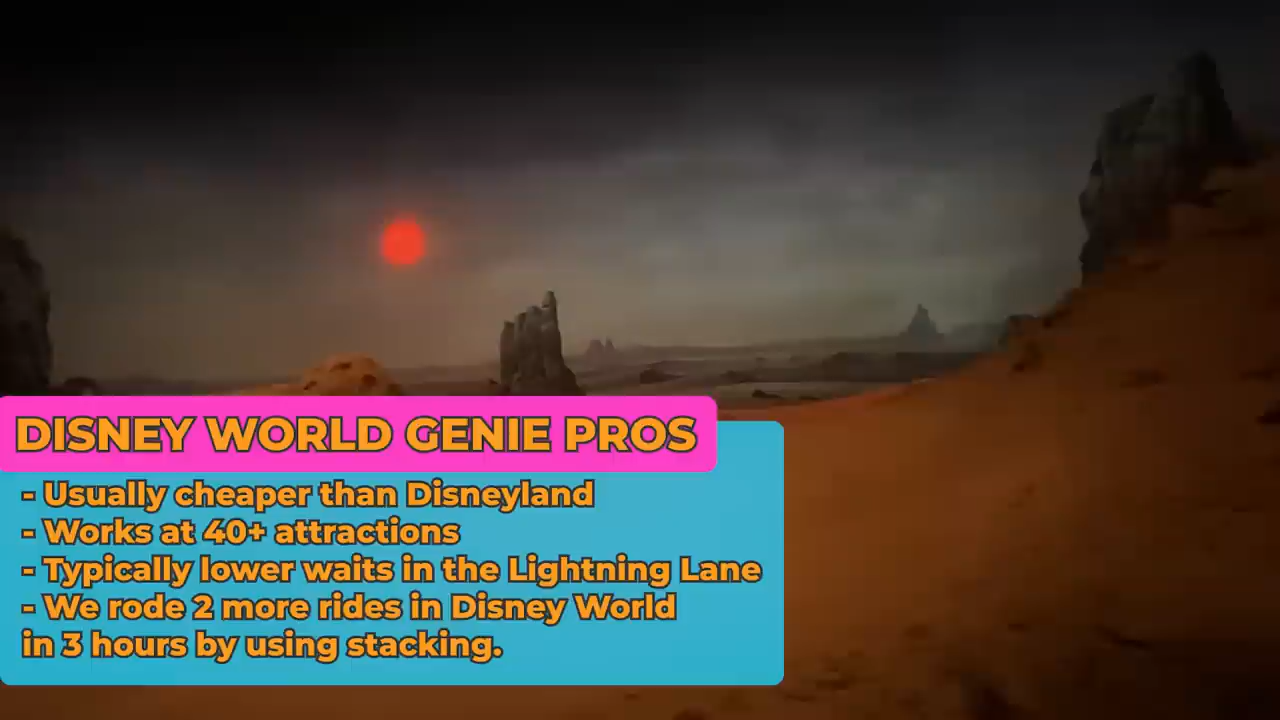 DISNEY WORLD GENIE PROS
- Usually cheaper than Disneyland
- Works at 40+ attractions
- Typically lower waits in the Lightning Lane
- We rode 2 more rides in Disney World
in 3 hours by using stacking.